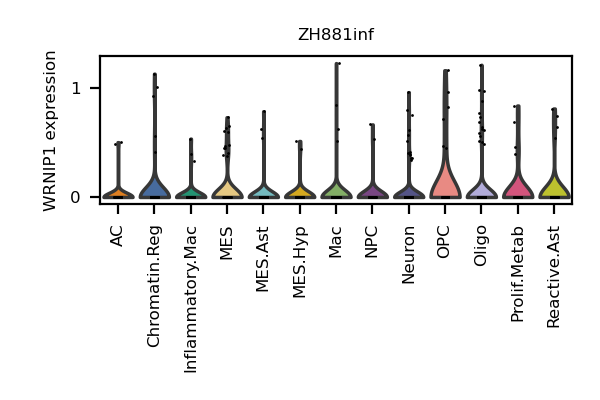 ZH881inf
WRNIP1 expression
1
0
AC
Chromatin.Reg
Inflammatory.Mac
MES
MES.Ast
MES.Hyp
Mac
NPC
Neuron
OPC
Oligo
Prolif.Metab
Reactive.Ast